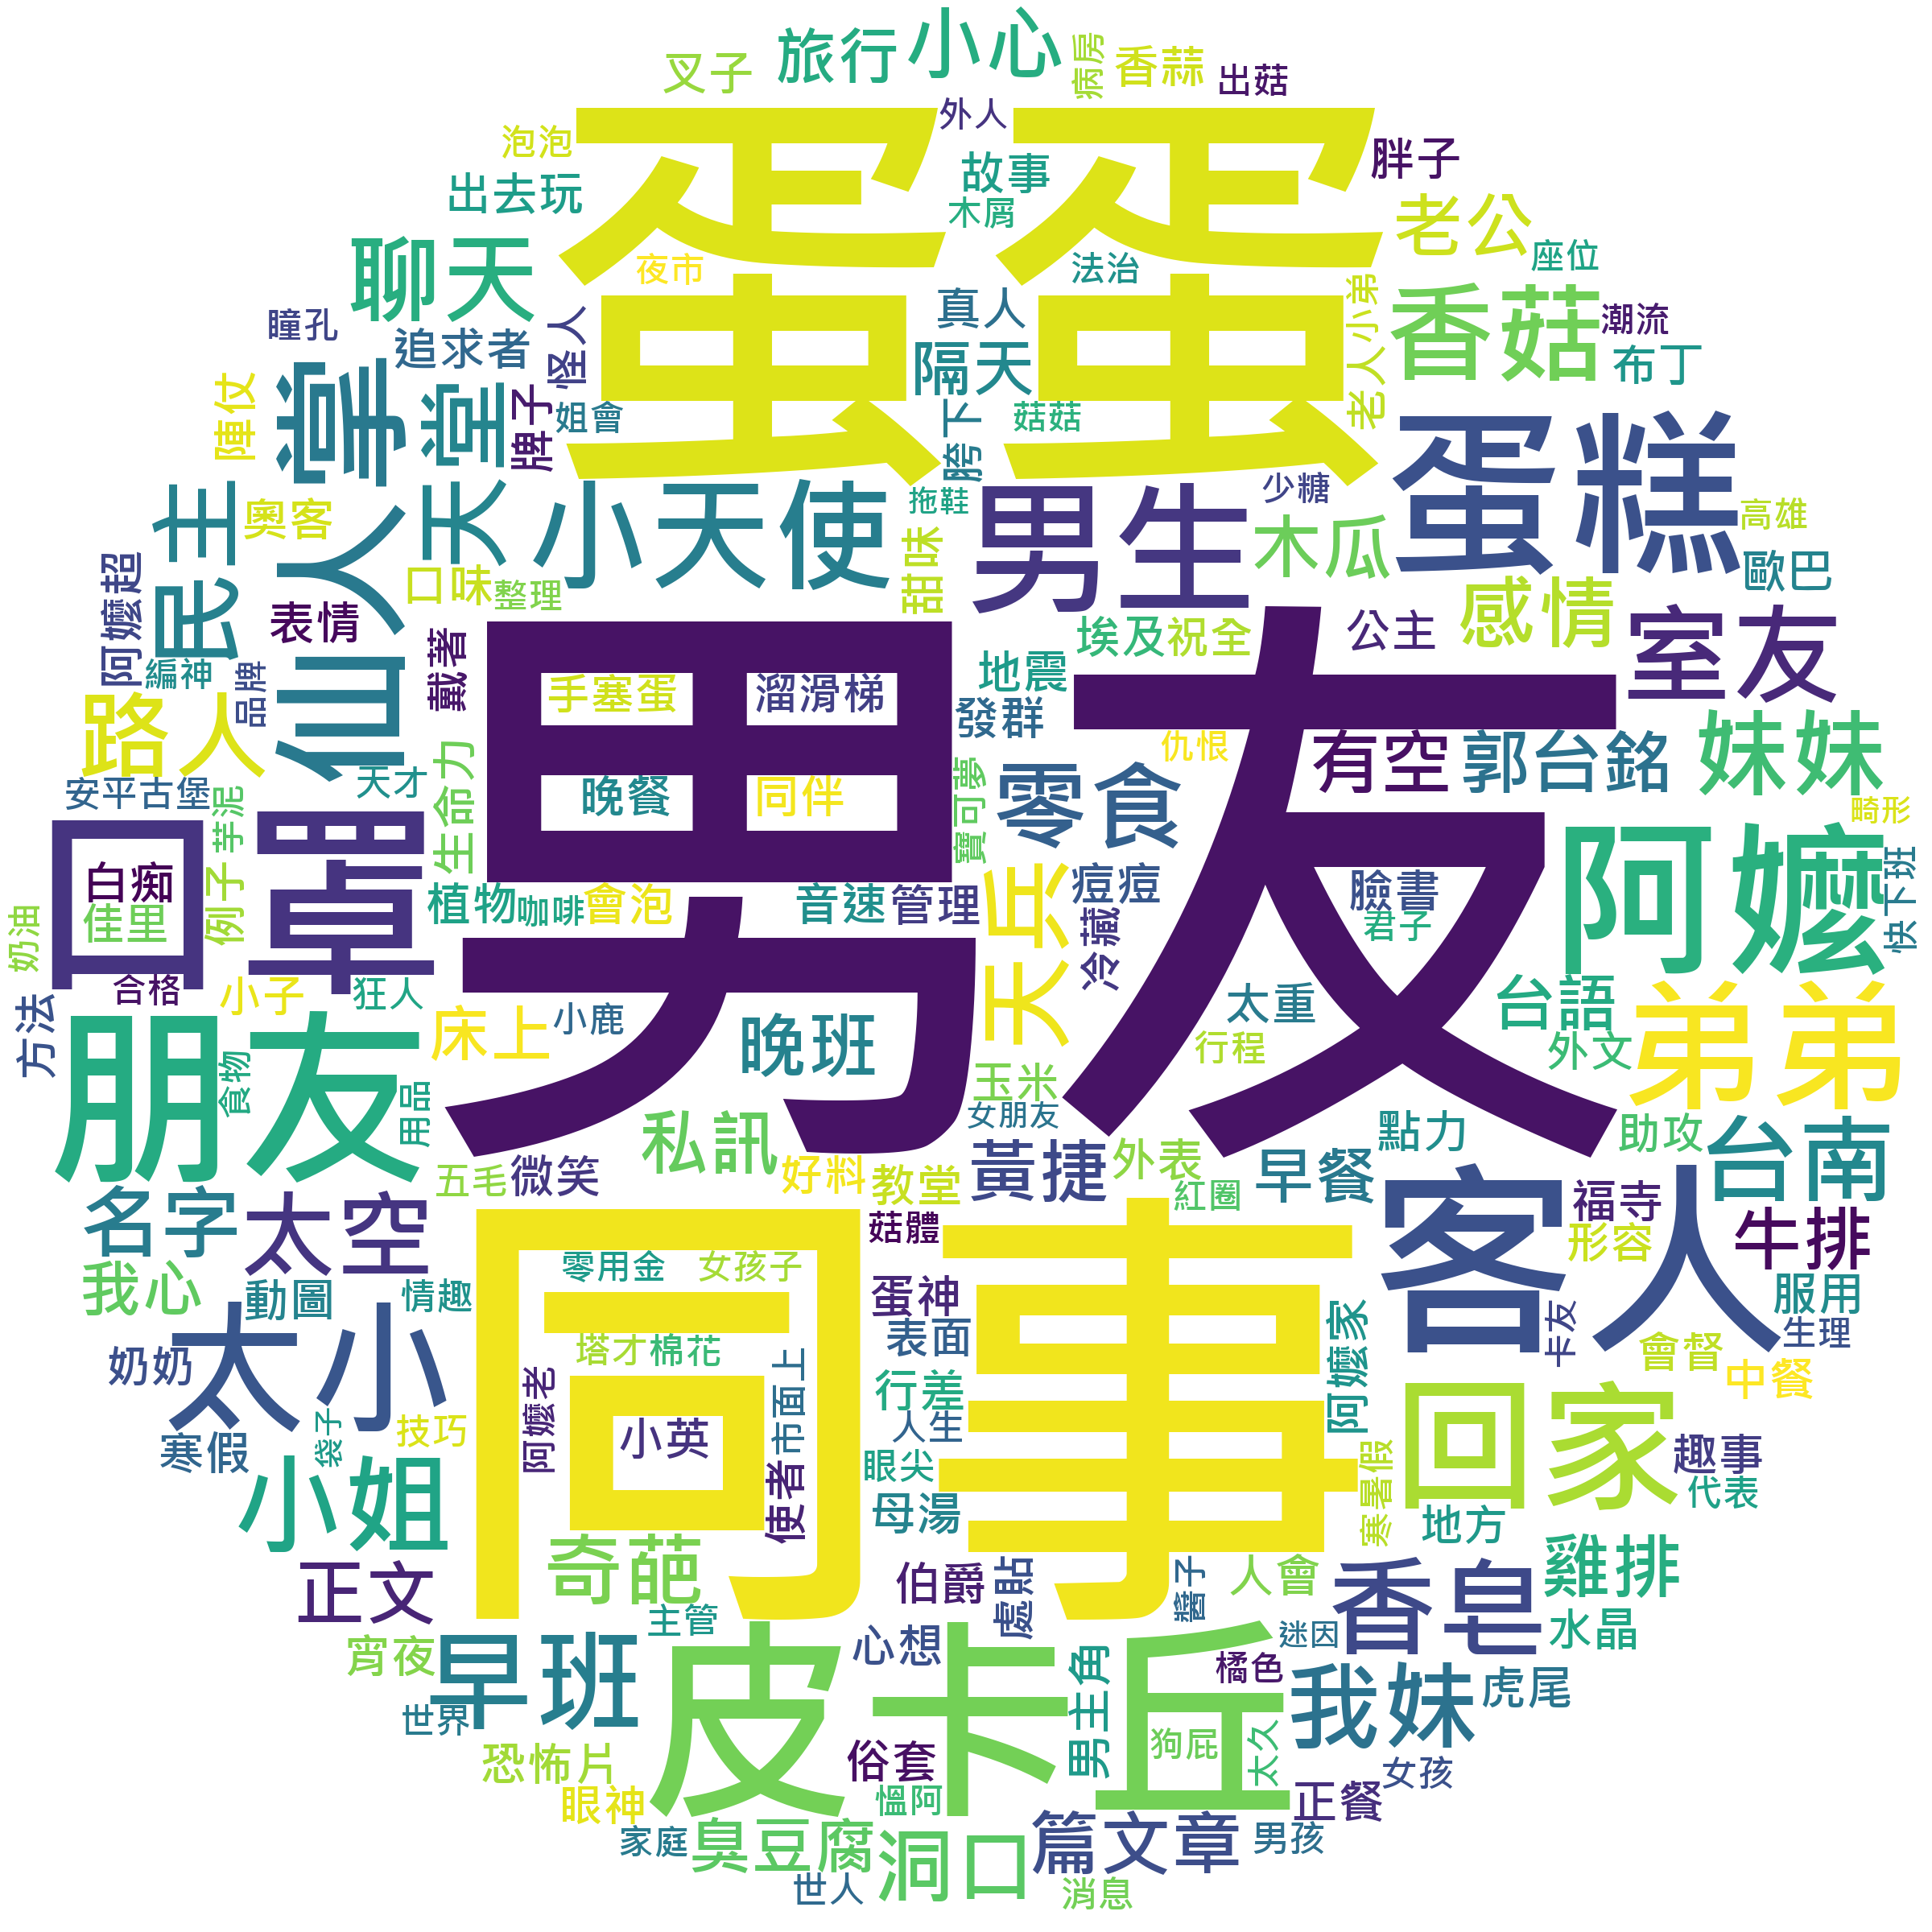 小心
旅行
叉子
病房
香蒜
出菇
外人
泡泡
蛋蛋
胖子
故事
出去玩
木屑
老公
聊天
夜市
法治
座位
瞳孔
追求者
怪人
真人
老人小弟
香菇
潮流
隔天
布丁
仙人掌
天堂
陣仗
牌子
姐會
胯下
菇菇
蛋糕
民主
奧客
小天使
拖鞋
男生
少糖
木瓜
高雄
阿嬤超
口味
整理
甜味
歐巴
表情
感情
戴著
男友
埃及
祝全
公主
室友
編神
品牌
地震
路人
手塞蛋
溜滑梯
發群
仇恨
有空
郭台銘
妹妹
安平古堡
天才
生命力
晚餐
同伴
寶可夢
零食
畸形
芋泥
口罩
阿嬤
白痴
佳里
例子
植物
咖啡
會泡
音速
管理
天兵
痘痘
臉書
君子
快下班
奶油
冷藏
合格
小子
狂人
床上
小鹿
晚班
太重
台語
弟弟
方法
朋友
食物
用品
行程
外文
玉米
女朋友
私訊
點力
助攻
台南
五毛
微笑
好料
教堂
黃捷
外表
早餐
紅圈
客人
福寺
牛排
名字
太空
菇體
形容
我心
動圖
情趣
同事
零用金
女孩子
蛋神
服用
奶奶
太小
塔才
棉花
表面
阿嬤家
卡友
生理
會督
中餐
阿嬤老
市面上
行差
回家
技巧
袋子
小英
人生
寒假
小姐
使者
眼尖
寒暑假
趣事
代表
母湯
地方
正文
奇葩
伯爵
處貼
醬子
人會
香皂
雞排
主管
水晶
宵夜
早班
皮卡丘
心想
男主角
迷因
橘色
我妹
虎尾
世界
狗屁
太久
恐怖片
俗套
女孩
眼神
慍阿
正餐
家庭
臭豆腐
洞口
篇文章
男孩
世人
消息